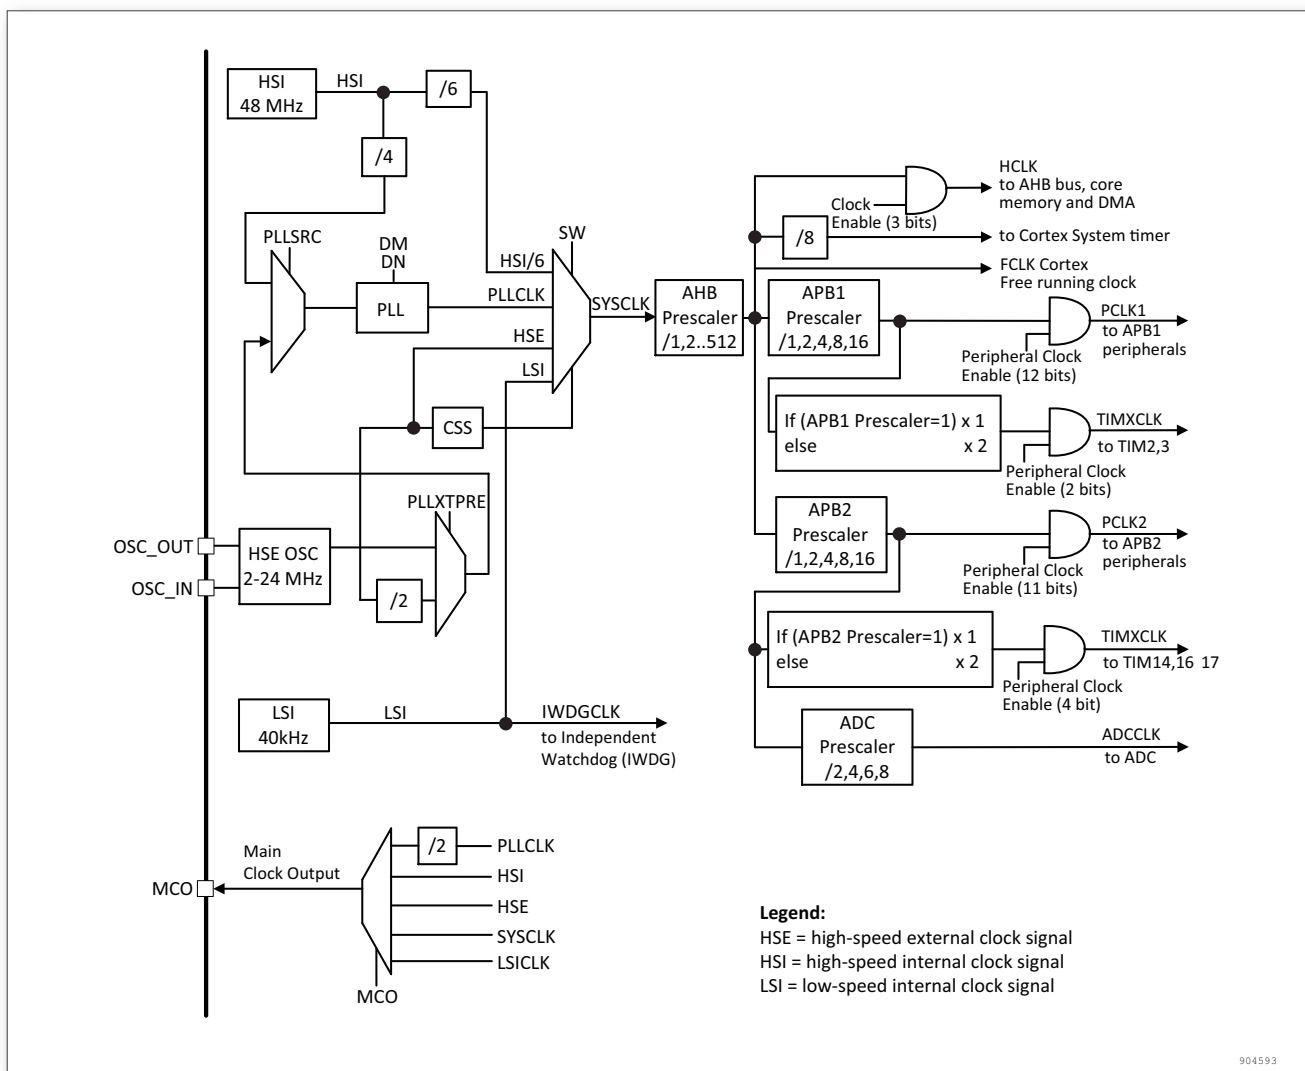 HSI
48 MHz
HSI
/6
/4
PLLSRC
DM
DN
PLL
HSI/6
PLLCLK
HSE
LSI
SW
SYSCLK
CSS
AHB
Prescaler
/1,2..512
Clock
Enable (3 bits)
HCLK
to AHB bus, core
memory and DMA
/8
to Cortex System timer
FCLK Cortex
Free running clock
APB1
Prescaler
/1,2,4,8,16
Peripheral Clock
Enable (12 bits)
PCLK1
to APB1
peripherals
If (APB1 Prescaler=1) x 1
else x 2
Peripheral Clock
Enable (2 bits)
TIMXCLK
to TIM2,3
APB2
Prescaler
/1,2,4,8,16
Peripheral Clock
Enable (11 bits)
PCLK2
to APB2
peripherals
If (APB2 Prescaler=1) x 1
else x 2
Peripheral Clock
Enable (4 bit)
TIMXCLK
to TIM14,16 17
ADC
Prescaler
/2,4,6,8
ADCCLK
to ADC
PLLXTPRE
OSC_OUT
OSC_IN
HSE OSC
2-24 MHz
/2
LSI
40kHz
LSI
IWDGCLK
to Independent
Watchdog (IWDG)
MCO
Main
Clock Output
/2
PLLCLK
HSI
HSE
SYSCLK
LSICLK
MCO
Legend:
HSE = high-speed external clock signal
HSI = high-speed internal clock signal
LSI = low-speed internal clock signal
904593